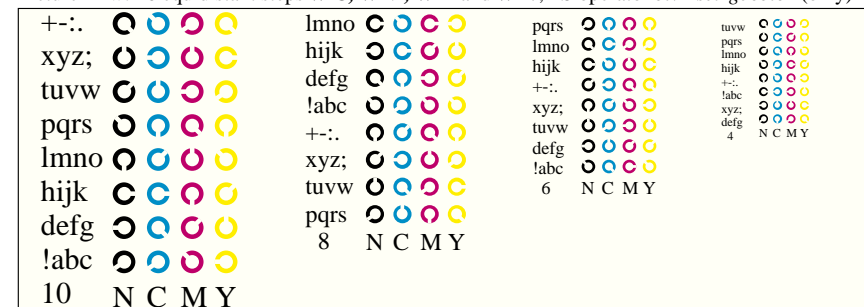 +-:.
xyz;
tuvw
pqrs
lmno
hijk
defg
!abc
10 N C M Y
lmno
hijk
defg
!abc
+-:.
xyz;
tuvw
pqrs
8 N C M Y
pqrs
lmno
hijk
+-:.
xyz;
tuvw
defg
!abc
6 N C M Y
tuvw
pqrs
lmno
hijk
+-:.
!abc
xyz;
defg
4 N C M Y